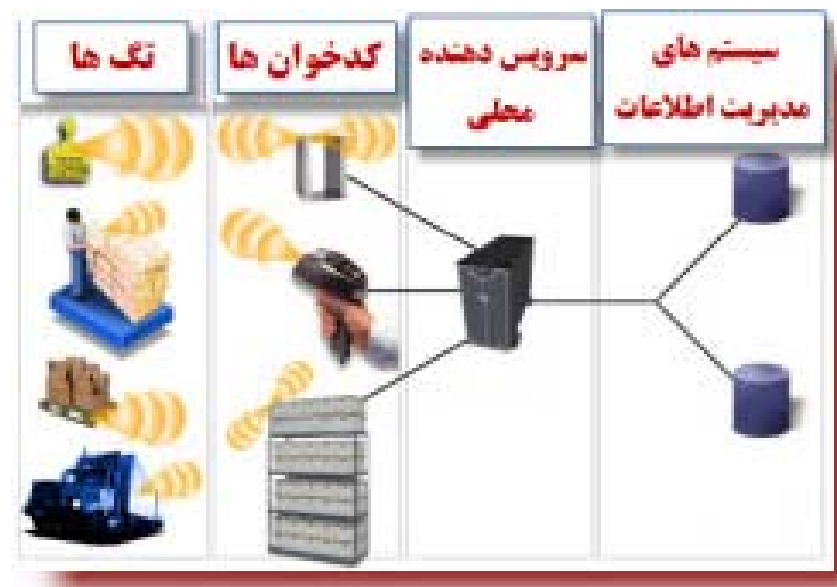 سیستم های
مدیریت اطلاعات
سرویس دهنده
محلی
کدخوان ها
تگ ها